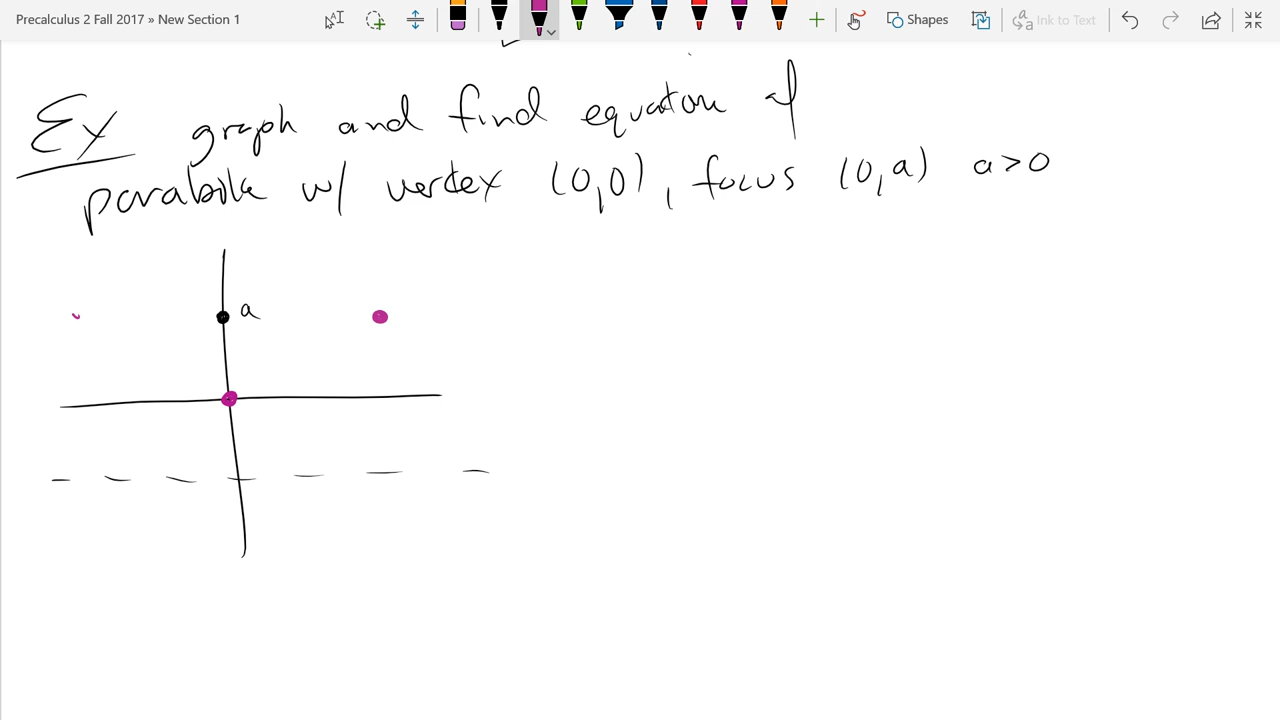 Precalculus 2 Fall 2017 » New Section 1
Shapes
Ink to Text
Ex graph and find equation of
parabola w/ vertex (0,0), focus (0,a) a>0
a